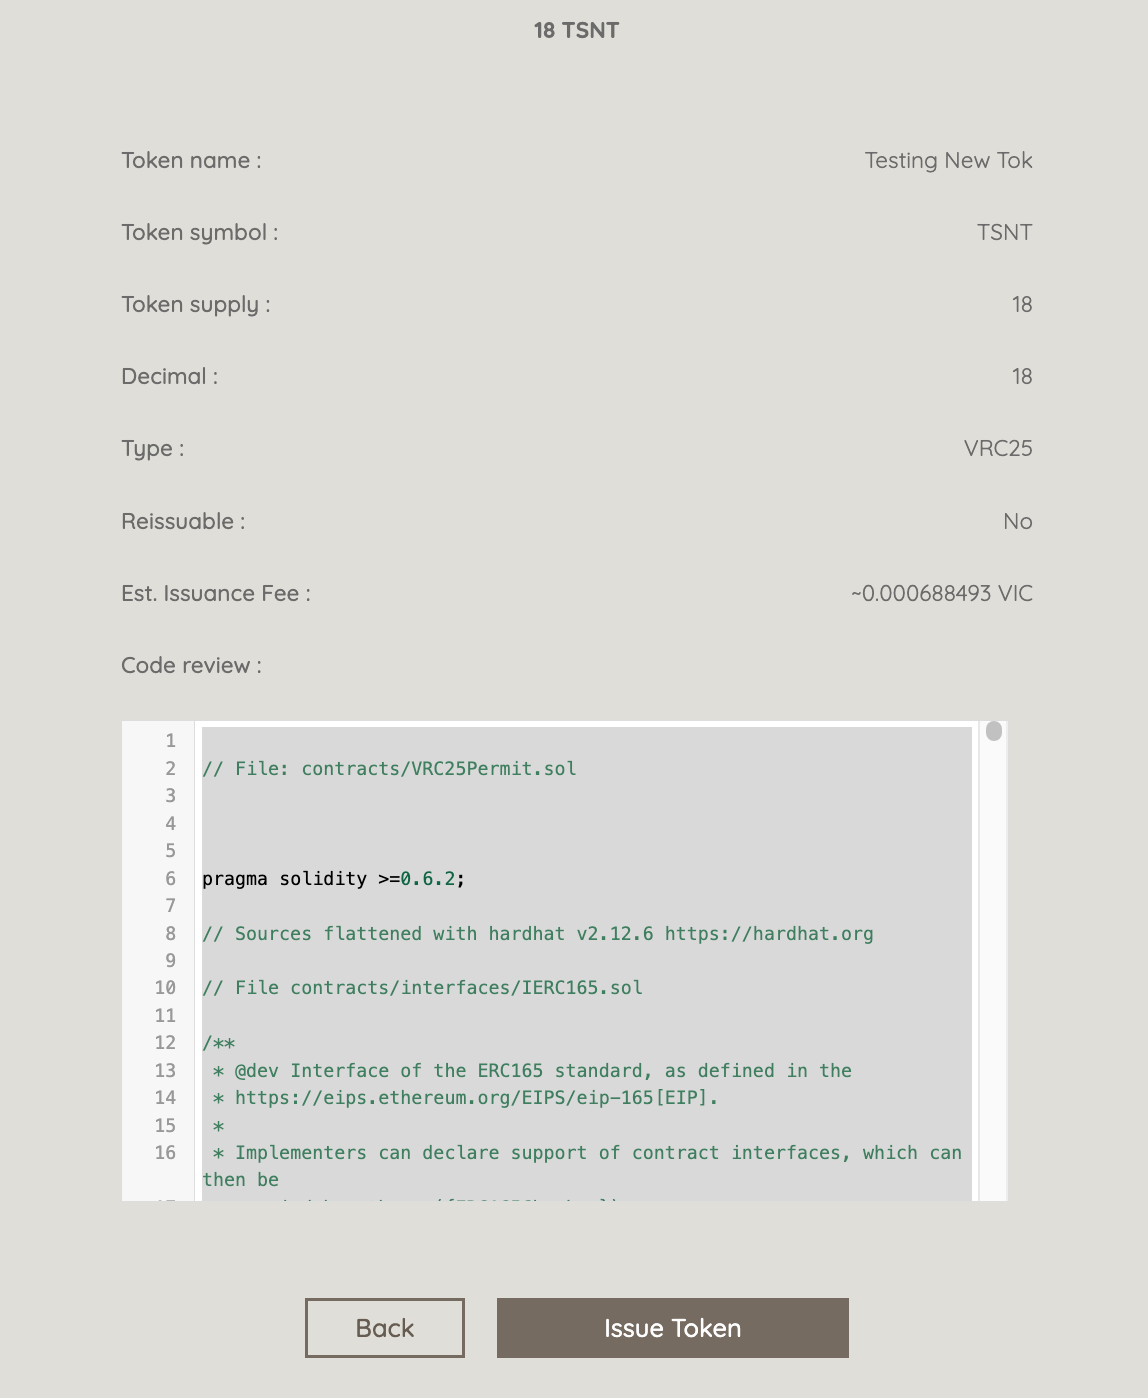 18 TSNT
Token name : Testing New Tok
Token symbol : TSNT
Token supply : 18
Decimal : 18
Type : VRC25
Reissuable : No
Est. Issuance Fee : ~0.000688493 VIC
Code review :
1
2 // File: contracts/VRC25Permit.sol
3
4
5
6 pragma solidity >=0.6.2;
7
8 // Sources flattened with hardhat v2.12.6 https://hardhat.org
9
10 // File contracts/interfaces/IERC165.sol
11
12 /**
13  * @dev Interface of the ERC165 standard, as defined in the
14  * https://eips.ethereum.org/EIPS/eip-165[EIP].
15  *
16  * Implementers can declare support of contract interfaces, which can
then be
Back
Issue Token